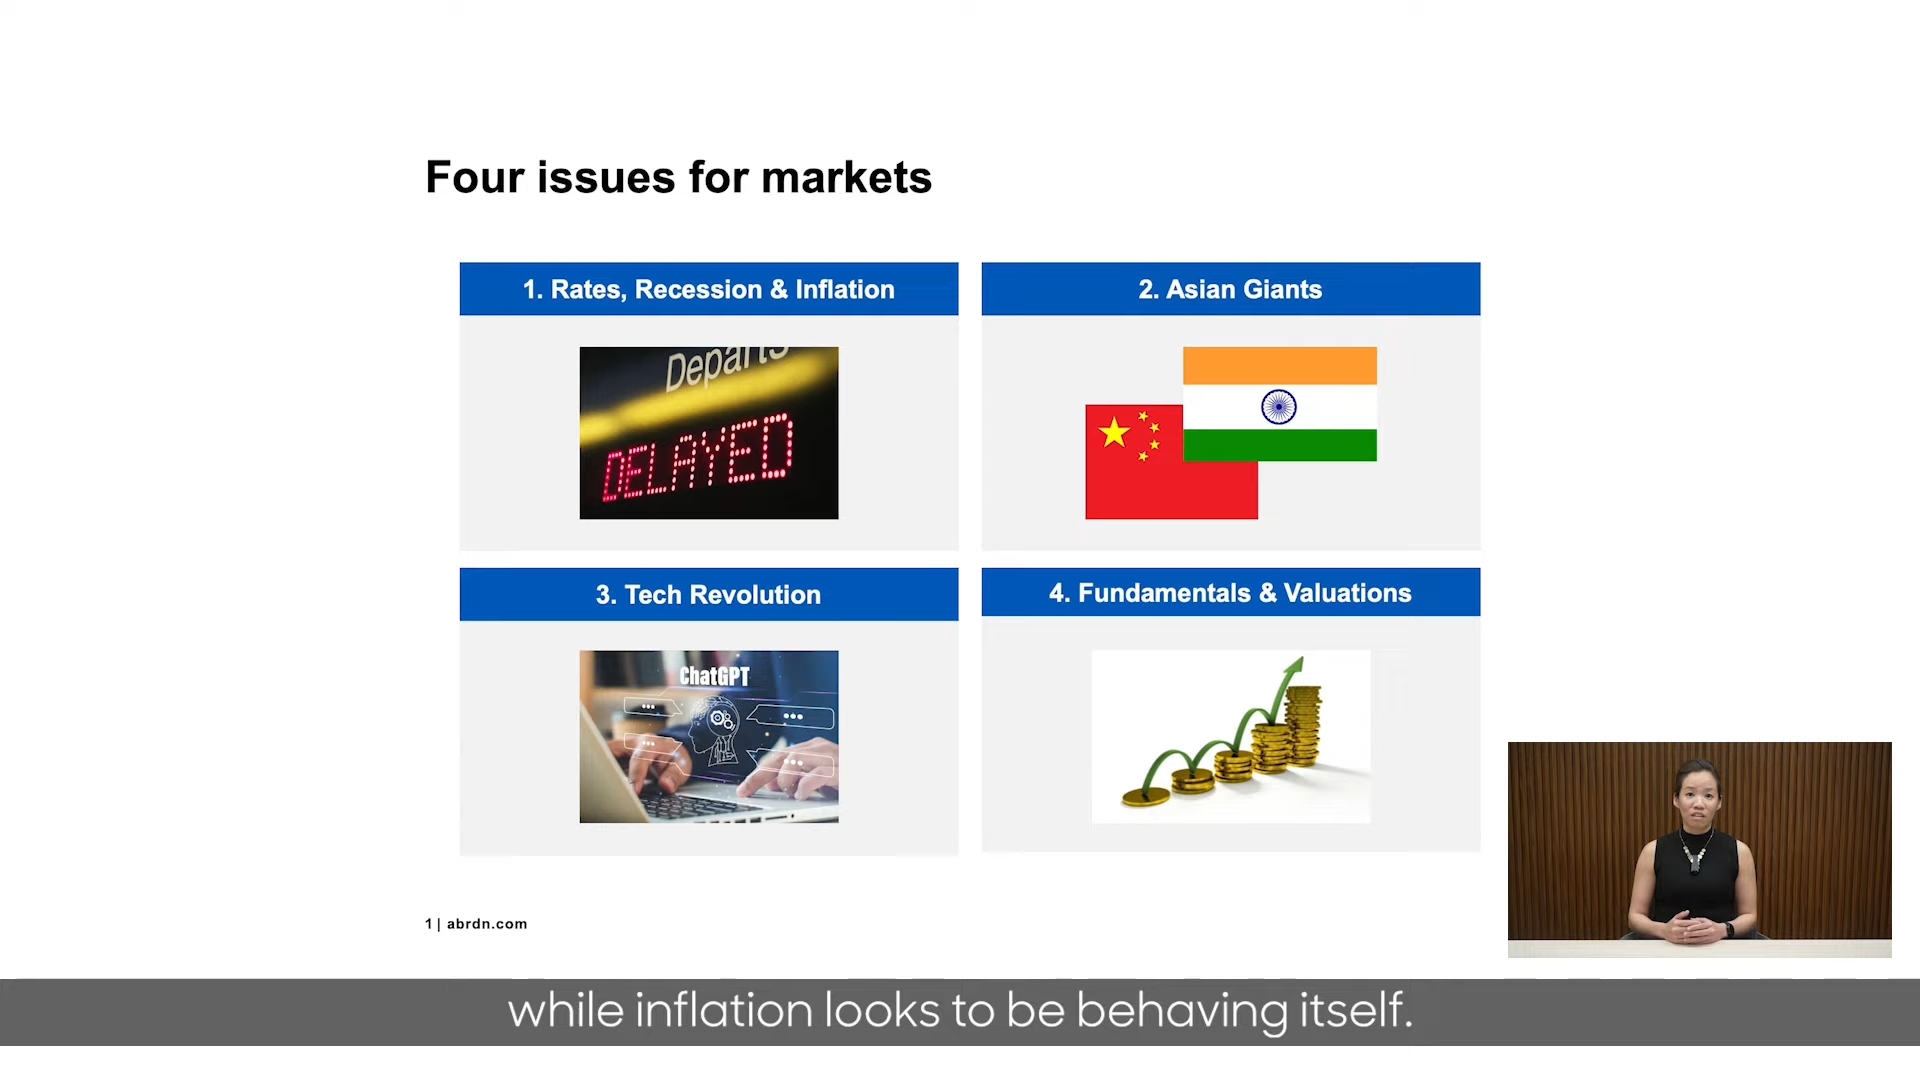 Four issues for markets
1. Rates, Recession & Inflation
2. Asian Giants
Departs
DELAYED
3. Tech Revolution
4. Fundamentals & Valuations
ChatGPT
1 | abrdn.com
while inflation looks to be behaving itself.